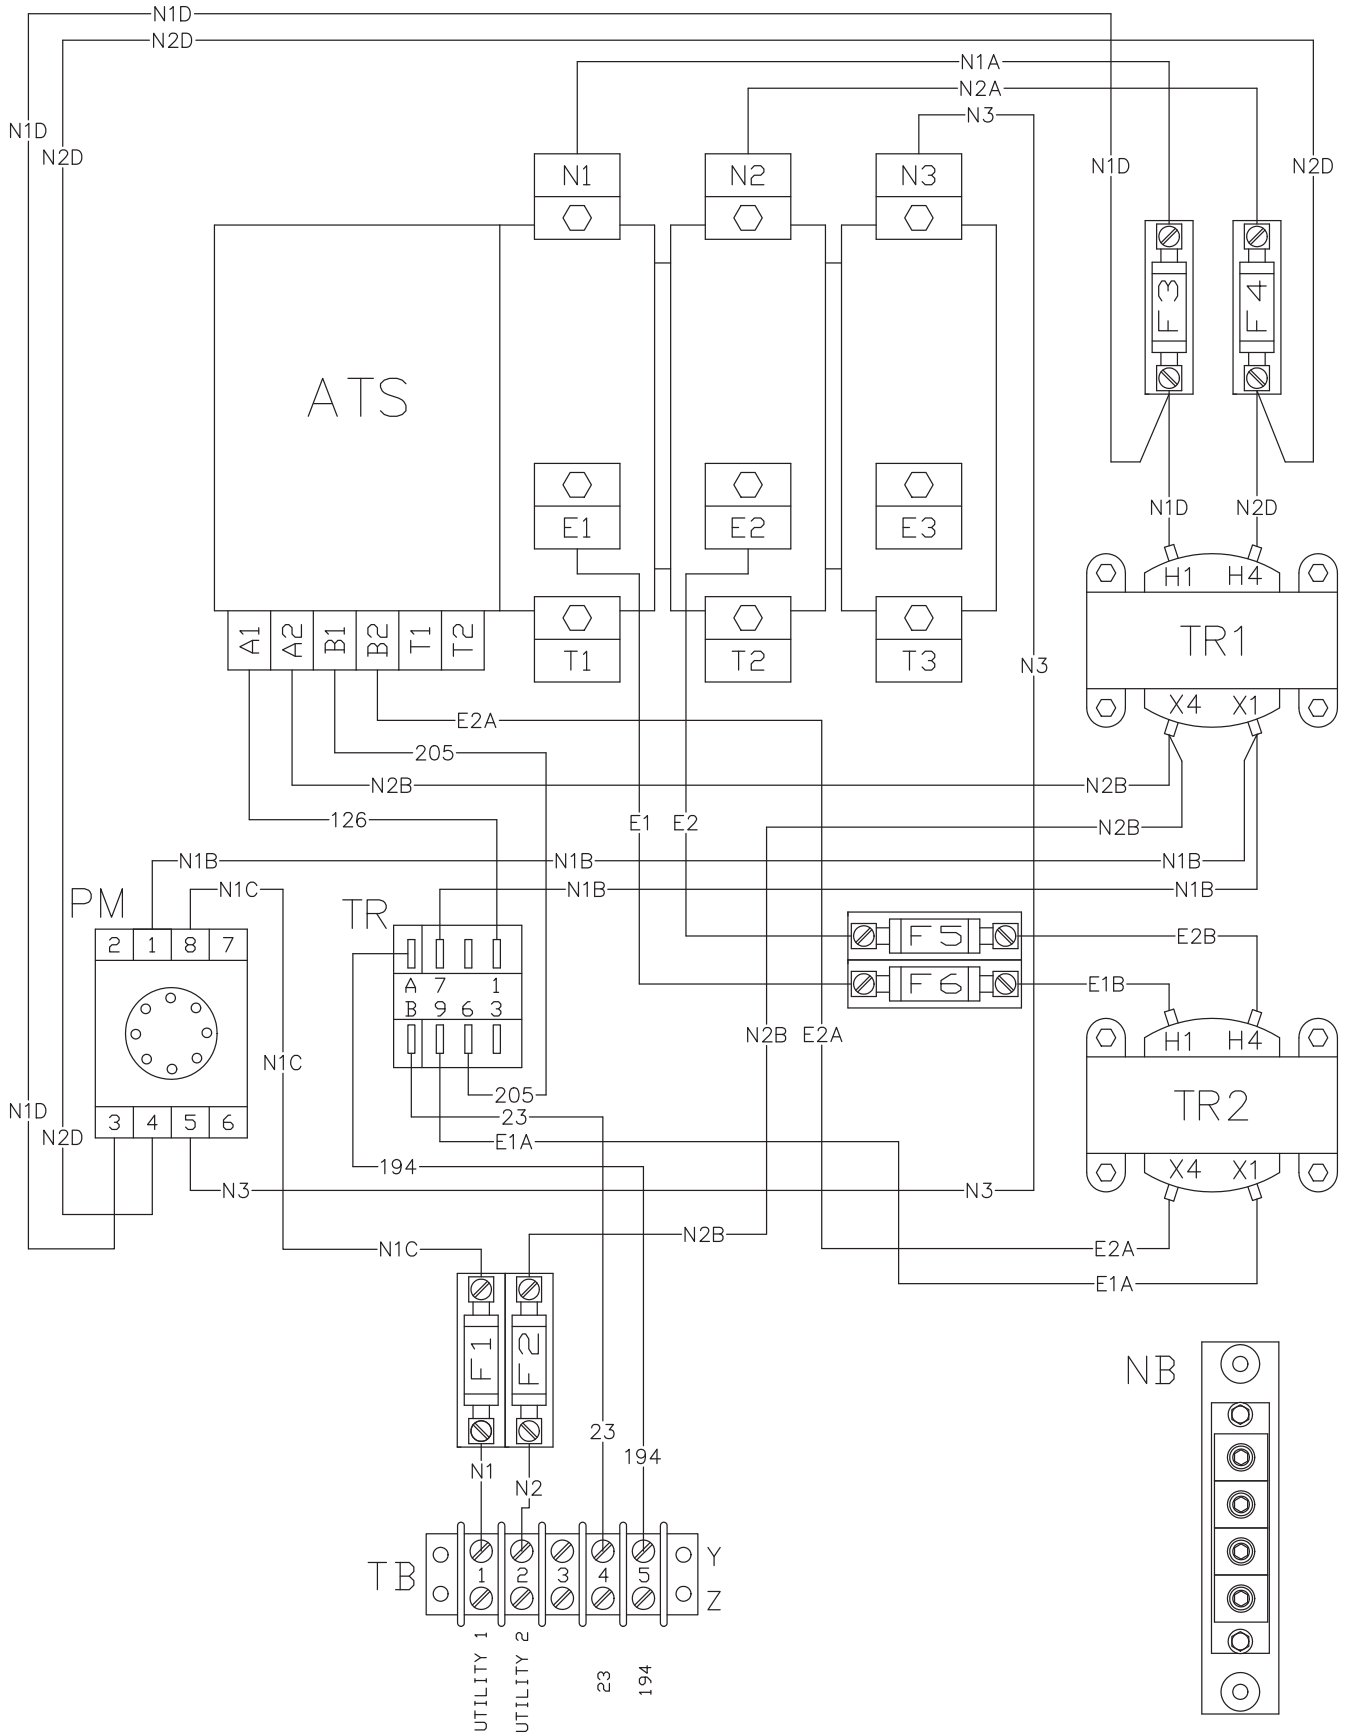 N1D
N2D
N1A
N2A
N3
N1D
N2D
N1D
N2D
N1
N2
N3
F3
F4
ATS
E1
E2
E3
N1D
N2D
H1
H4
A1
A2
B1
B2
T1
T2
T1
T2
T3
TR1
N3
X4
X1
E2A
205
N2B
N2B
126
E1
E2
N2B
N1B
N1B
N1B
PM
N1C
N1B
N1B
TR
2
1
8
7
F5
E2B
A
7
1
F6
E1B
B
9
6
3
N1C
N2B
E2A
H1
H4
205
TR2
N1D
23
3
4
5
6
N2D
E1A
194
X4
X1
N3
N3
N2B
N1C
E2A
E1A
F1
F2
NB
23
194
N1
N2
TB
1
2
3
4
5
Y
Z
UTILITY 1
UTILITY 2
23
194